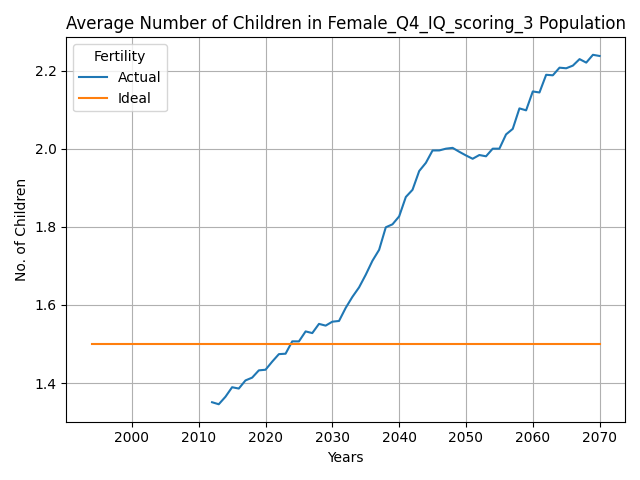 Average Number of Children in Female_Q4_IQ_scoring_3 Population
Fertility
Actual
Ideal
No. of Children
2.2
2.0
1.8
1.6
1.4
2000 2010 2020 2030 2040 2050 2060 2070
Years